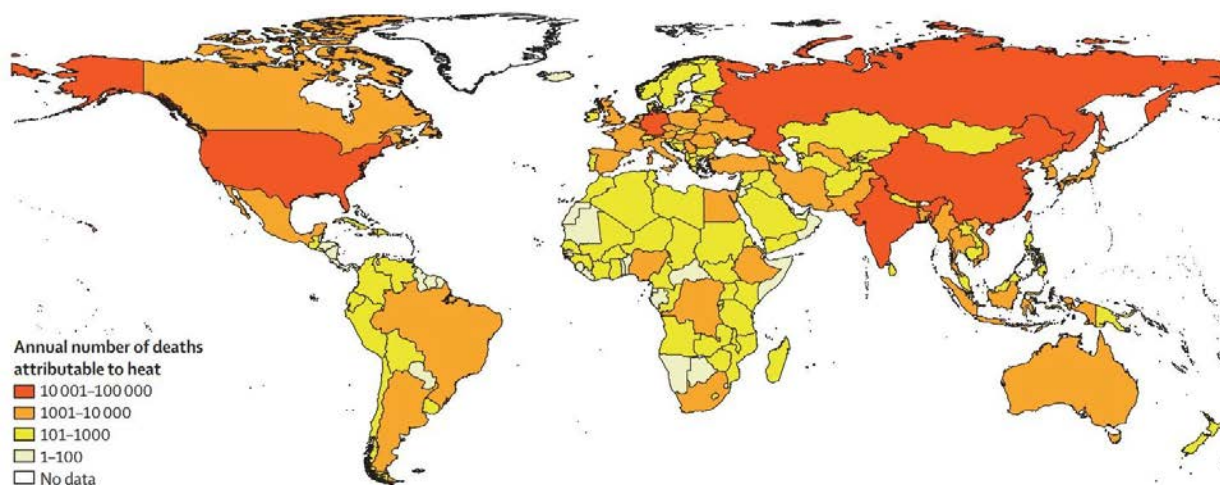 Annual number of deaths
attributable to heat
10 001–100 000
1001–10 000
101–1000
1–100
No data